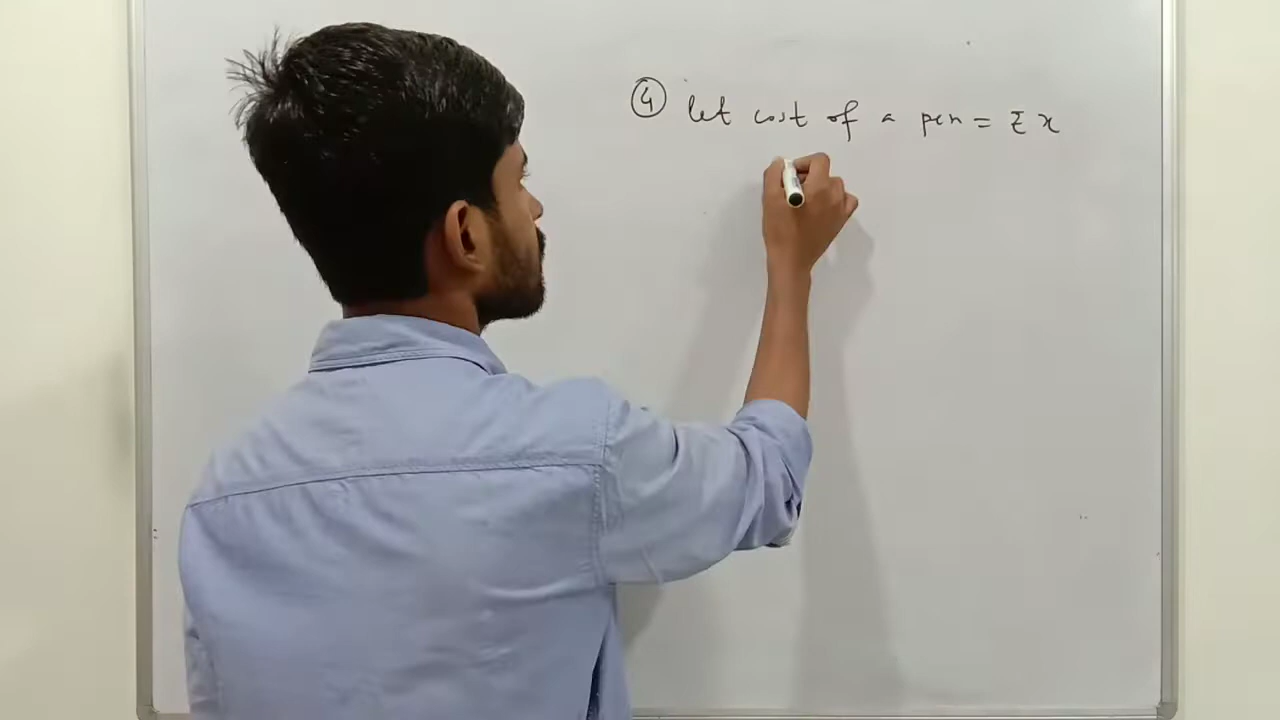 ④ let cost of a pen = ₹ x